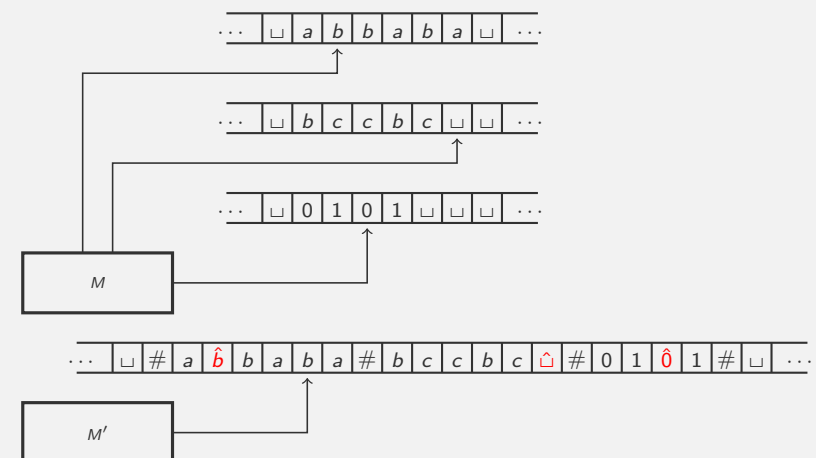 ··· ⊔ a b b a b a ⊔ ···
··· ⊔ b c c b c ⊔ ⊔ ···
··· ⊔ 0 1 0 1 ⊔ ⊔ ⊔ ···
M
··· ⊔ # a b̂ b a b a # b c c b c ⊔̂ # 0 1 0̂ 1 # ⊔ ···
M′